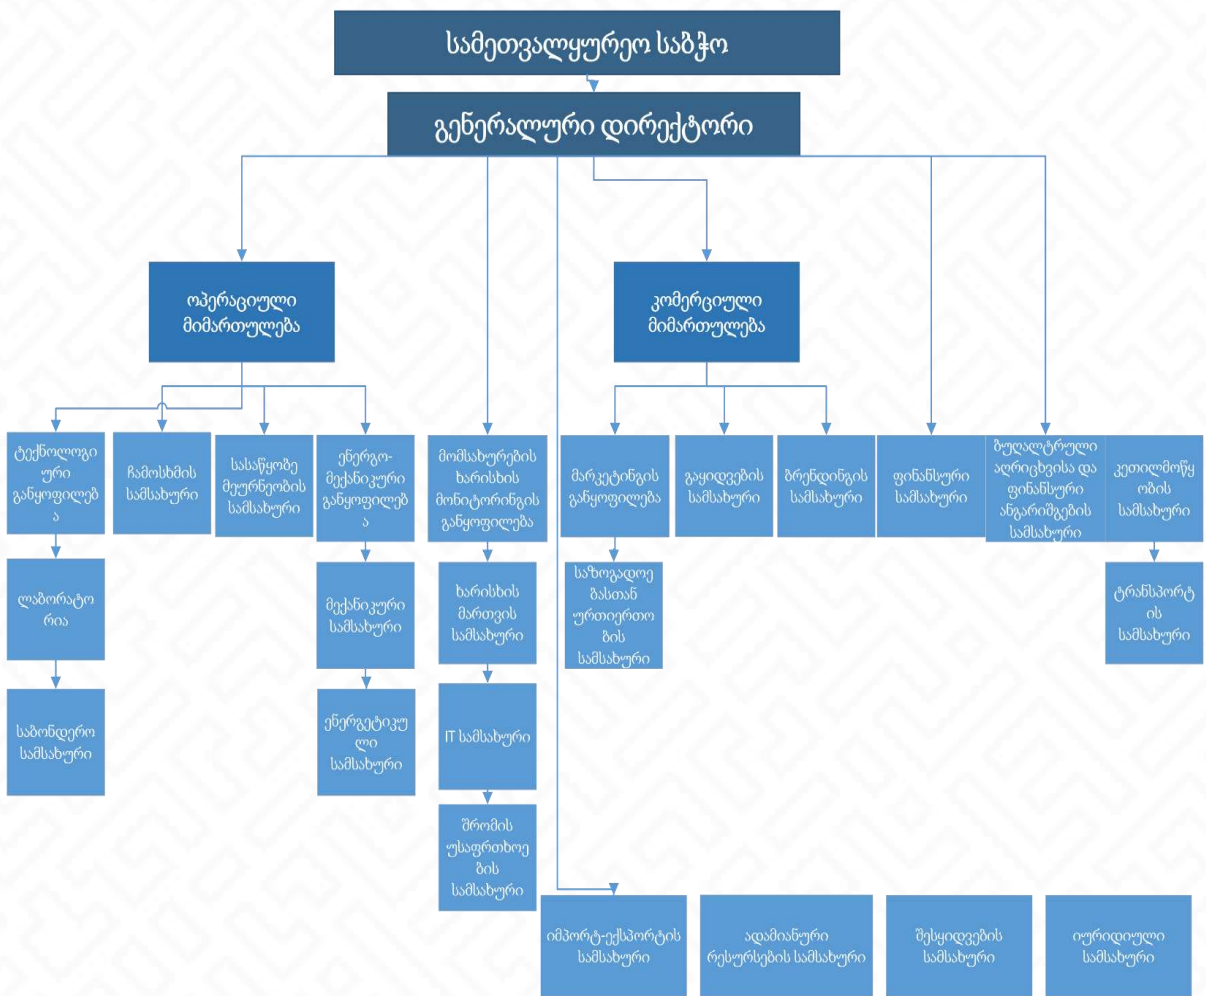 სამეთვალყურეო საბჭო
გენერალური დირექტორი
ოპერაციული
მიმართულება
კომერციული
მიმართულება
ტექნოლოგი
ური
განყოფილებ
ა
ჩამოსხმის
სამსახური
სასაწყობე
მეურნეობის
სამსახური
ენერგო-
მექანიკური
განყოფილებ
ა
მომსახურების
ხარისხის
მონიტორინგის
განყოფილება
მარკეტინგის
განყოფილება
გაყიდვების
სამსახური
ბრენდინგის
სამსახური
ფინანსური
სამსახური
ბუღალტრული
აღრიცხვისა და
ფინანსური
ანგარიშგების
სამსახური
კეთილმოწყ
ობის
სამსახური
ლაბორატო
რია
მექანიკური
სამსახური
ხარისხის
მართვის
სამსახური
საზოგადოე
ბასთან
ურთიერთო
ბის
სამსახური
ტრანსპორტ
ის
სამსახური
საბონდერო
სამსახური
ენერგეტიკუ
ლი
სამსახური
IT სამსახური
შრომის
უსაფრთხოე
ბის
სამსახური
იმპორტ-ექსპორტის
სამსახური
ადამიანური
რესურსების სამსახური
შესყიდვების
სამსახური
იურიდიული
სამსახური